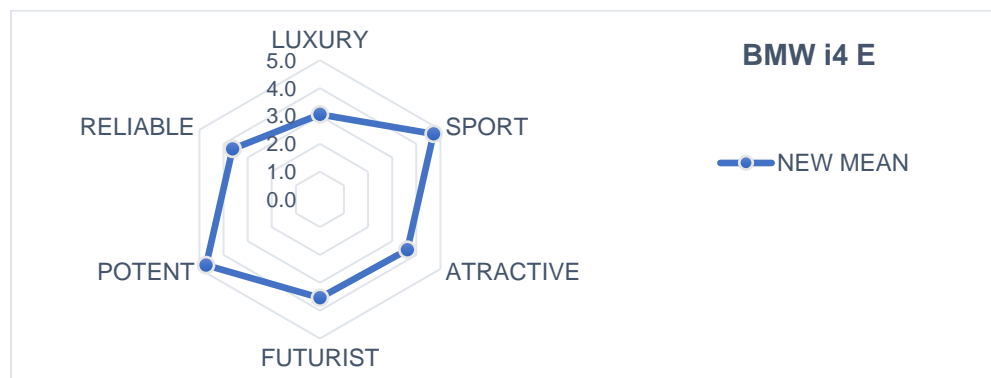 LUXURY
BMW i4 E
5.0
4.0
3.0
2.0
1.0
0.0
RELIABLE
SPORT
NEW MEAN
POTENT
ATRACTIVE
FUTURIST